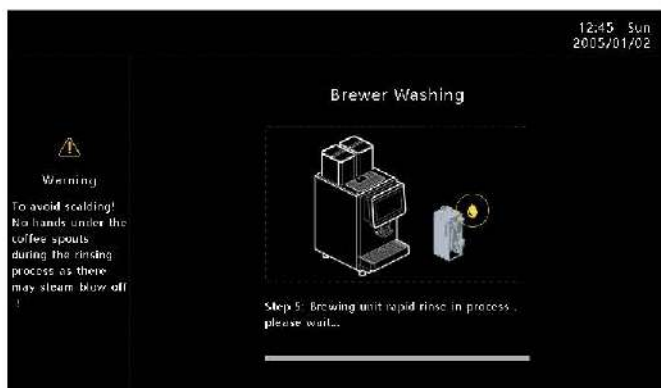 12:45 Sun
2005/01/02
Brewer Washing
Warning
To avoid scalding!
No hands under the
coffee spouts
during the rinsing
process as there
may steam blow off
!
Step 5: Brewing unit rapid rinse in process ,
please wait...